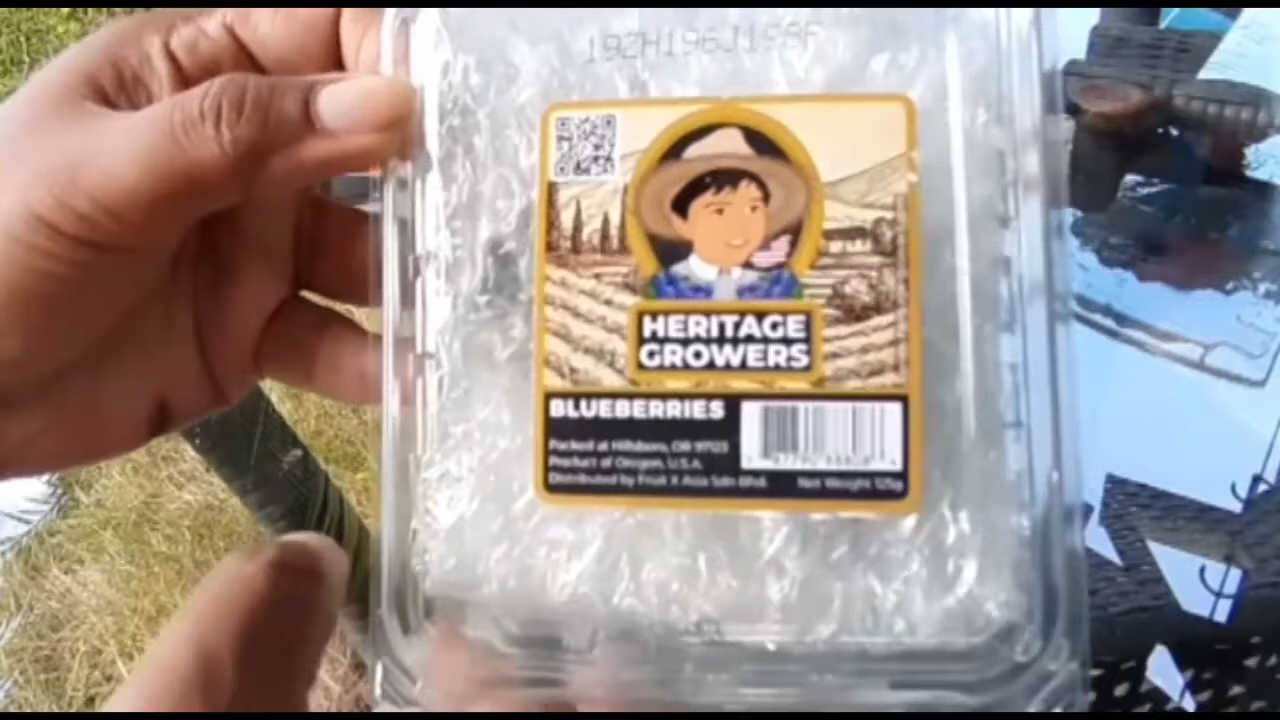 HERITAGE
GROWERS
BLUEBERRIES
Packed at Hillsboro, OR 97123
Product of Oregon, U.S.A.
Distributed by Fruit X Asia Sdn Bhd
Net Weight 125g